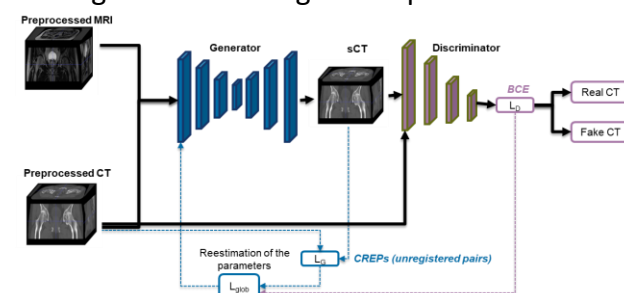 Preprocessed MRI
Generator
sCT
Discriminator
BCE
L_D
Real CT
Fake CT
Preprocessed CT
Reestimation of the
parameters
L_G
CREPs (unregistered pairs)
L_glob